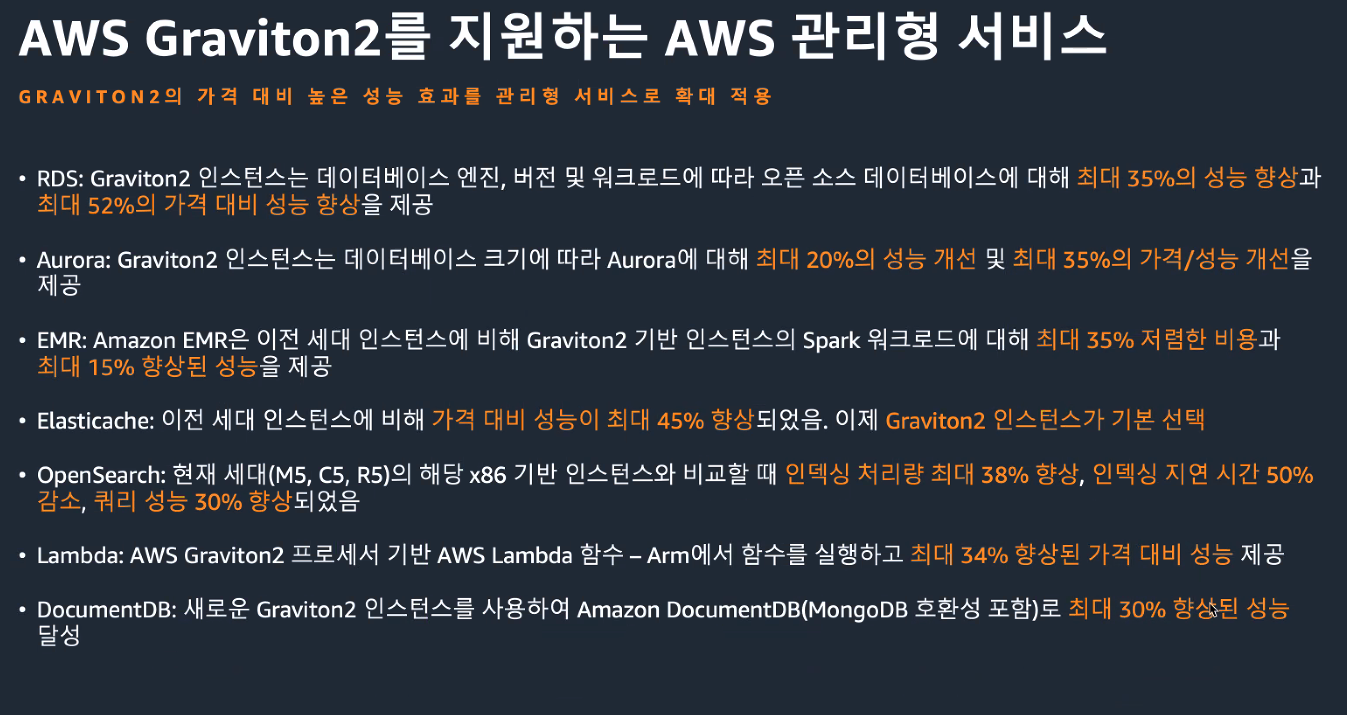 AWS Graviton2를 지원하는 AWS 관리형 서비스
GRAVITON2의 가격 대비 높은 성능 효과를 관리형 서비스로 확대 적용
• RDS: Graviton2 인스턴스는 데이터베이스 엔진, 버전 및 워크로드에 따라 오픈 소스 데이터베이스에 대해 최대 35%의 성능 향상과
최대 52%의 가격 대비 성능 향상을 제공
• Aurora: Graviton2 인스턴스는 데이터베이스 크기에 따라 Aurora에 대해 최대 20%의 성능 개선 및 최대 35%의 가격/성능 개선을
제공
• EMR: Amazon EMR은 이전 세대 인스턴스에 비해 Graviton2 기반 인스턴스의 Spark 워크로드에 대해 최대 35% 저렴한 비용과
최대 15% 향상된 성능을 제공
• Elasticache: 이전 세대 인스턴스에 비해 가격 대비 성능이 최대 45% 향상되었음. 이제 Graviton2 인스턴스가 기본 선택
• OpenSearch: 현재 세대(M5, C5, R5)의 해당 x86 기반 인스턴스와 비교할 때 인덱싱 처리량 최대 38% 향상, 인덱싱 지연 시간 50%
감소, 쿼리 성능 30% 향상되었음
• Lambda: AWS Graviton2 프로세서 기반 AWS Lambda 함수 – Arm에서 함수를 실행하고 최대 34% 향상된 가격 대비 성능 제공
• DocumentDB: 새로운 Graviton2 인스턴스를 사용하여 Amazon DocumentDB(MongoDB 호환성 포함)로 최대 30% 향상된 성능
달성